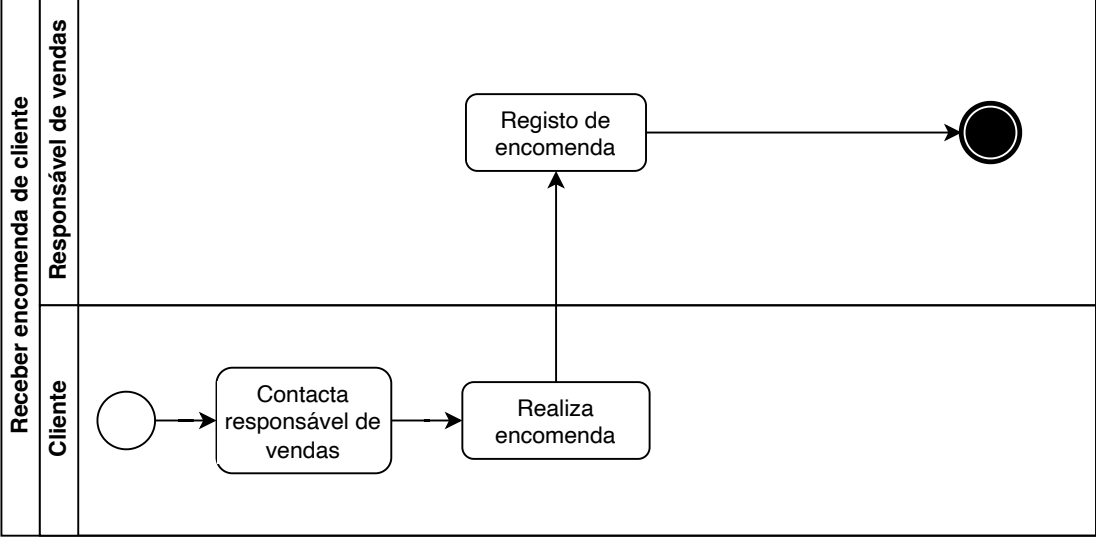 Receber encomenda de cliente
Responsável de vendas
Registo de
encomenda
Cliente
Contacta
responsável de
vendas
Realiza
encomenda